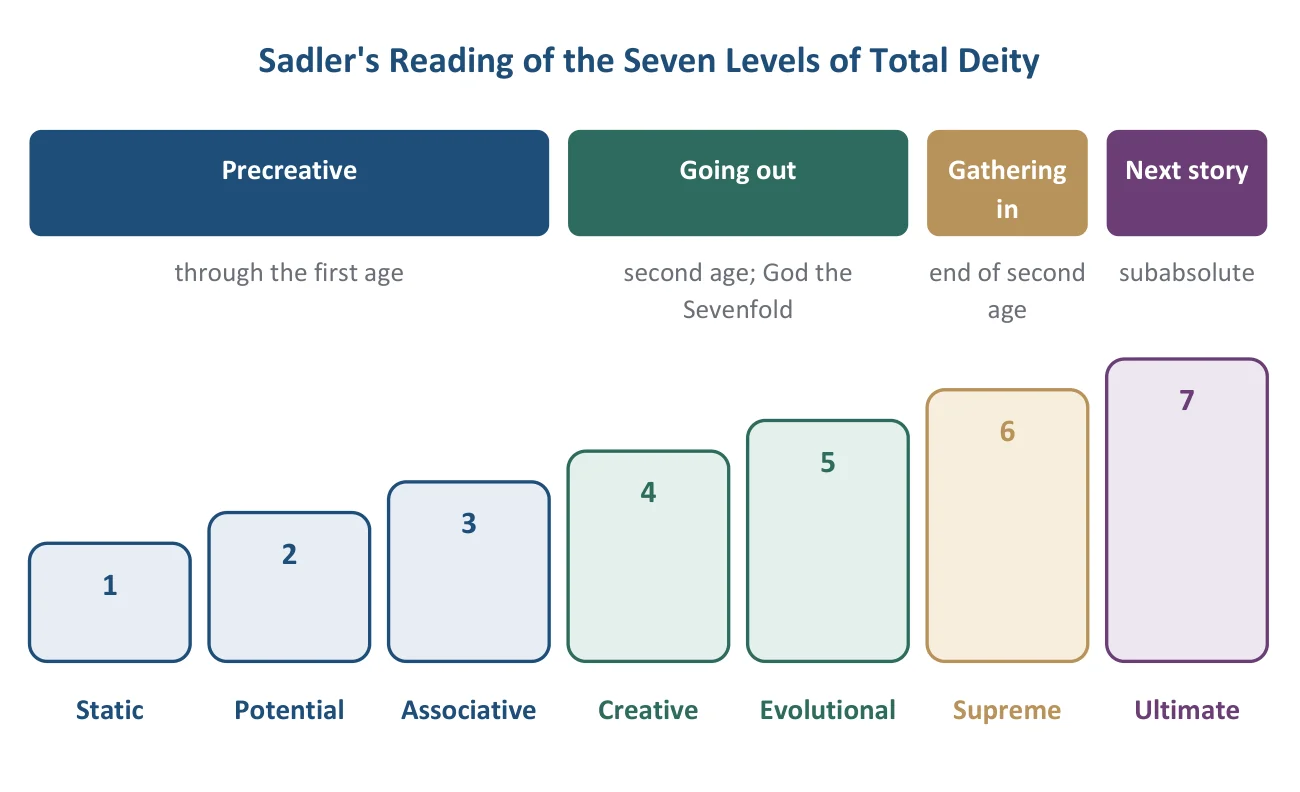 Sadler's Reading of the Seven Levels of Total Deity
Precreative
Going out
Gathering
in
Next story
through the first age
second age; God the
Sevenfold
end of second
age
subabsolute
1
2
3
4
5
6
7
Static
Potential
Associative
Creative
Evolutional
Supreme
Ultimate